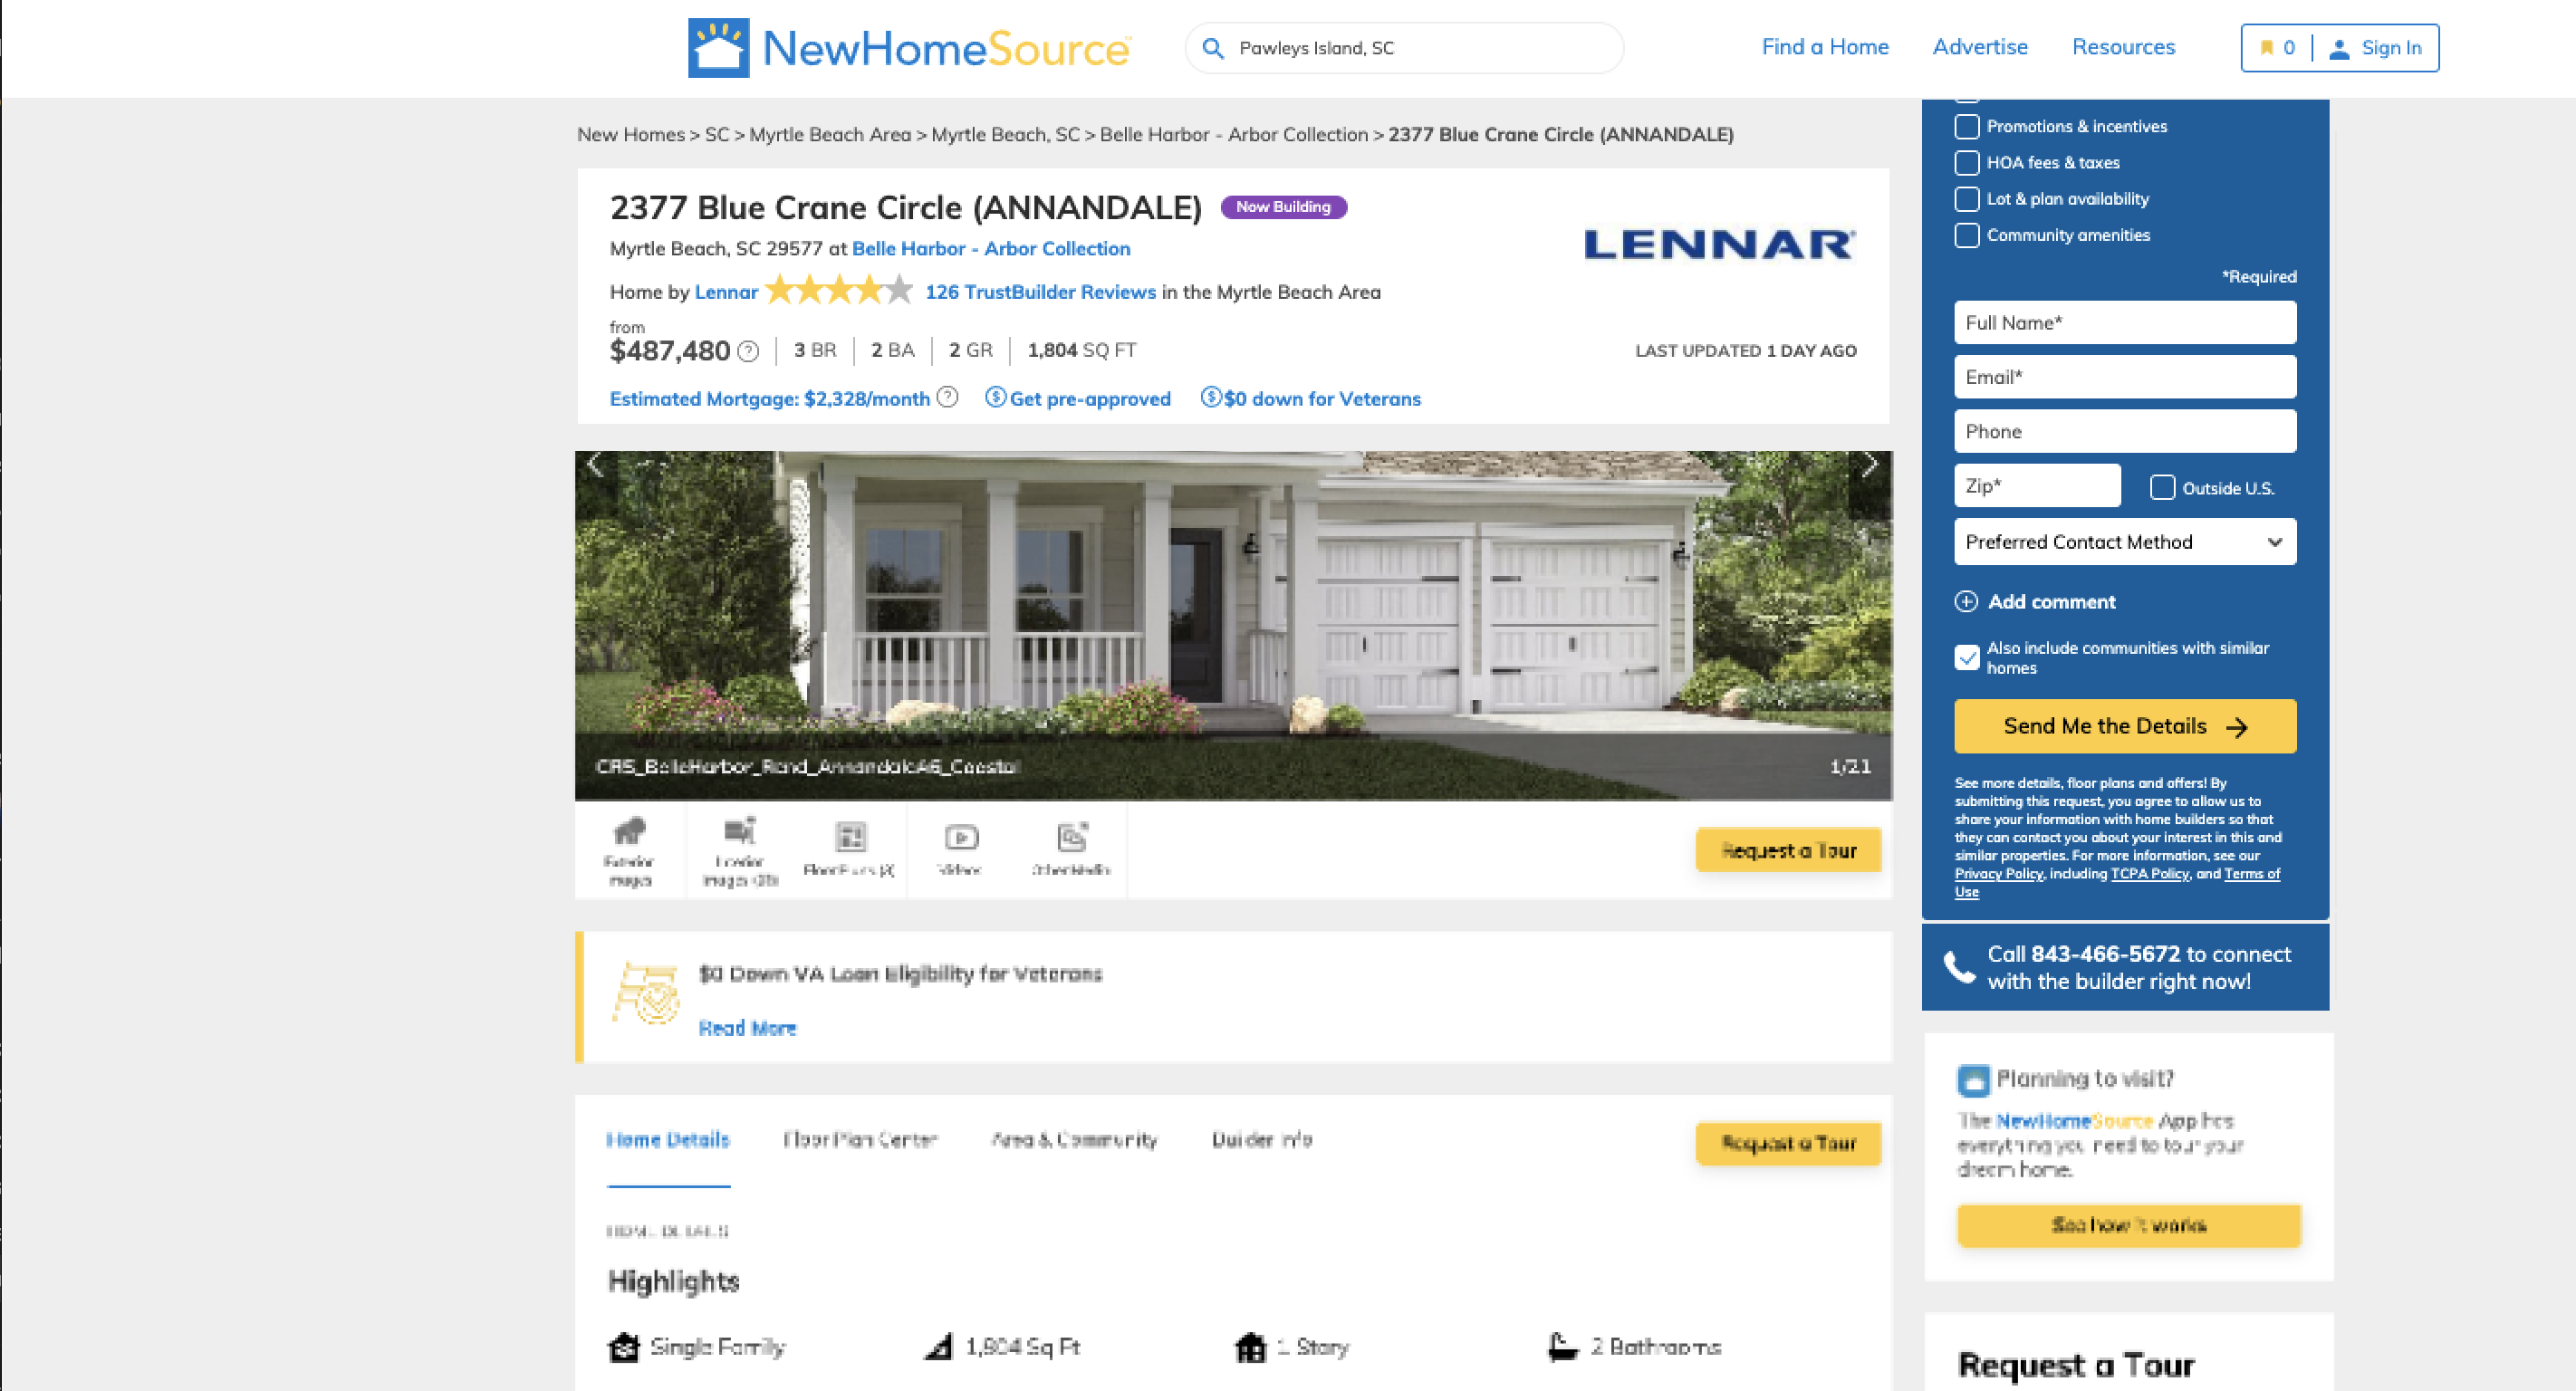 NewHomeSource
Pawleys Island, SC
Find a Home
Advertise
Resources
0
Sign In
New Homes > SC > Myrtle Beach Area > Myrtle Beach, SC > Belle Harbor - Arbor Collection > 2377 Blue Crane Circle (ANNANDALE)
2377 Blue Crane Circle (ANNANDALE)
Now Building
Myrtle Beach, SC 29577 at Belle Harbor - Arbor Collection
LENNAR
Home by Lennar 126 TrustBuilder Reviews in the Myrtle Beach Area
from
$487,480 ? 3 BR 2 BA 2 GR 1,804 SQ FT
LAST UPDATED 1 DAY AGO
Estimated Mortgage: $2,328/month ? $ Get pre-approved $ $0 down for Veterans
CRS_BelleHarbor_Rend_Annandale46_Coastal
1/21
Exterior
Images
Interior
Images
Floor Plans
Videos
Other Media
Request a Tour
$0 Down VA Loan Eligibility for Veterans
Read More
Home Details
Floor Plan Center
Area & Community
Builder Info
Request a Tour
HOME DETAILS
Highlights
Single Family
1,804 Sq Ft
1 Story
2 Bathrooms
Promotions & incentives
HOA fees & taxes
Lot & plan availability
Community amenities
*Required
Full Name*
Email*
Phone
Zip*
Outside U.S.
Preferred Contact Method
Add comment
Also include communities with similar
homes
Send Me the Details
See more details, floor plans and offers! By
submitting this request, you agree to allow us to
share your information with home builders so that
they can contact you about your interest in this and
similar properties. For more information, see our
Privacy Policy, including TCPA Policy, and Terms of
Use
Call 843-466-5672 to connect
with the builder right now!
Planning to visit?
The NewHomeSource App has
everything you need to tour your
dream home.
See how it works
Request a Tour